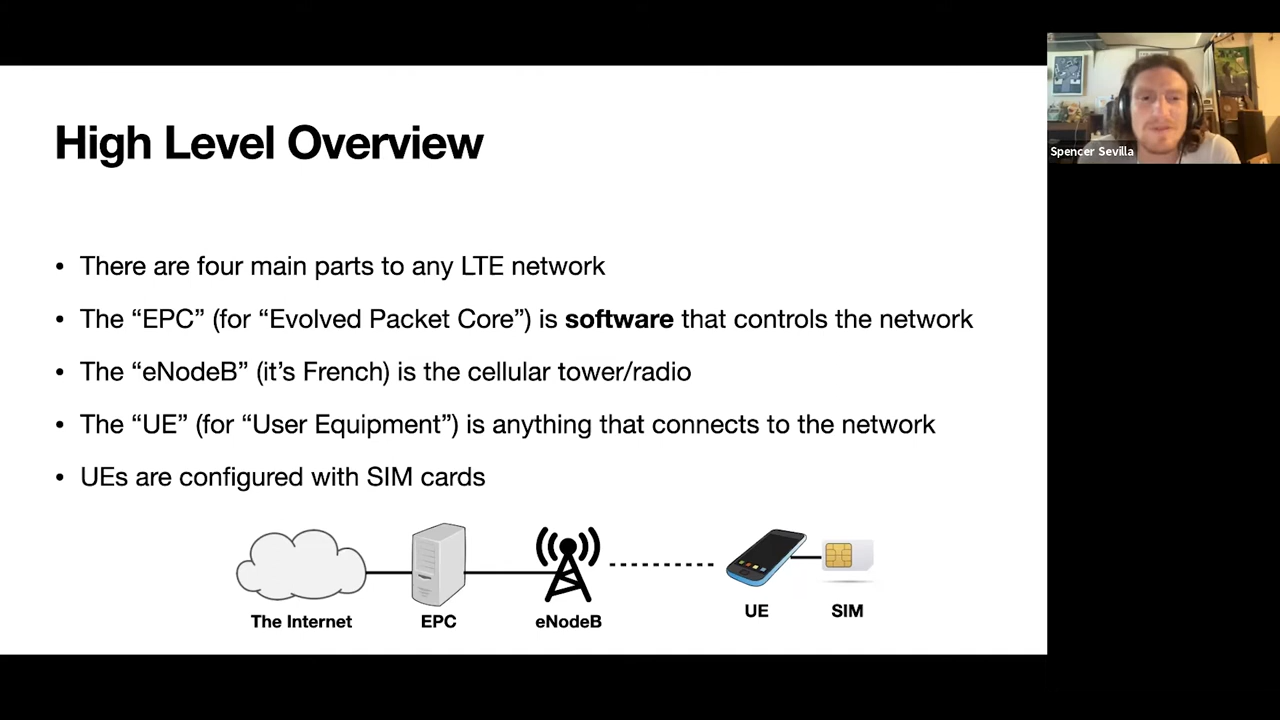 High Level Overview
• There are four main parts to any LTE network
• The “EPC” (for “Evolved Packet Core”) is software that controls the network
• The “eNodeB” (it’s French) is the cellular tower/radio
• The “UE” (for “User Equipment”) is anything that connects to the network
• UEs are configured with SIM cards
The Internet
EPC
eNodeB
UE
SIM
Spencer Sevilla